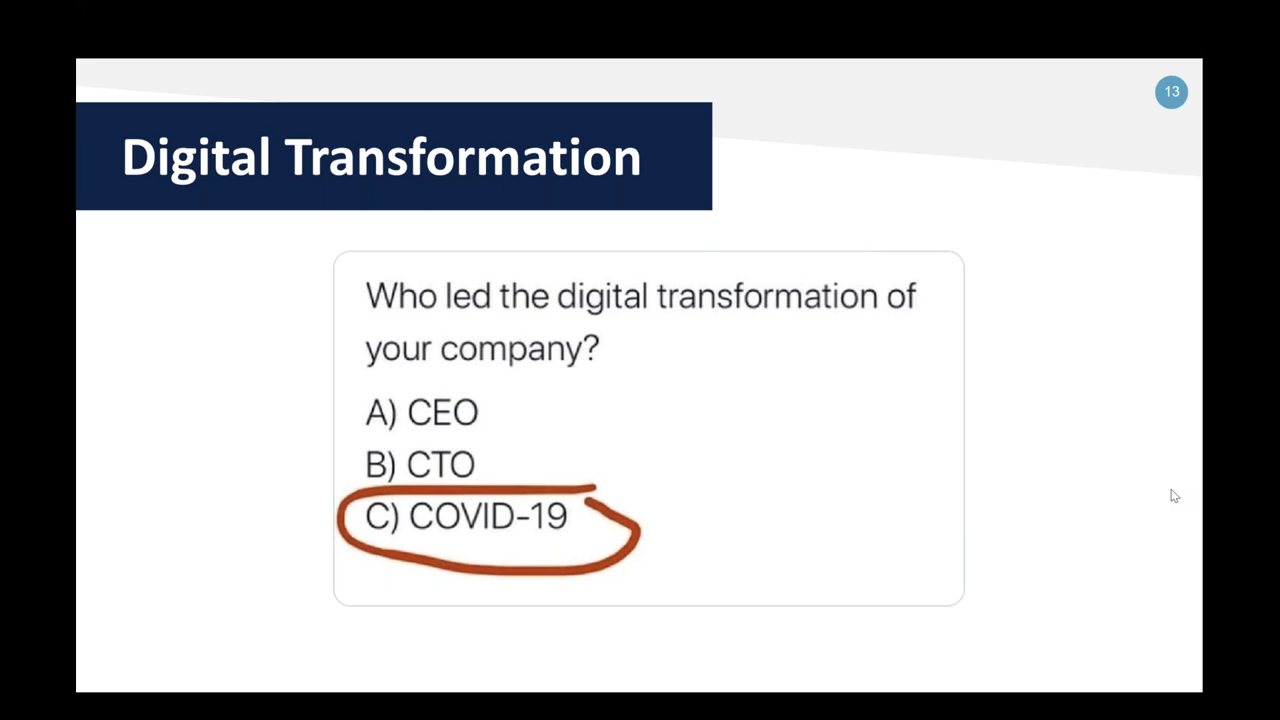 13
Digital Transformation
Who led the digital transformation of
your company?
A) CEO
B) CTO
C) COVID-19